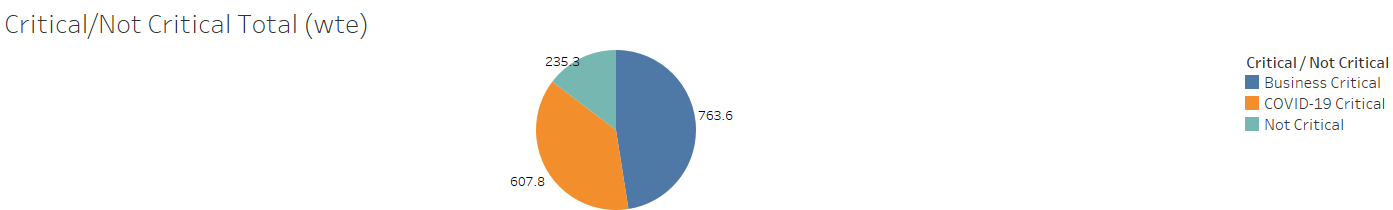 Critical/Not Critical Total (wte)
235.3
763.6
607.8
Critical / Not Critical
Business Critical
COVID-19 Critical
Not Critical